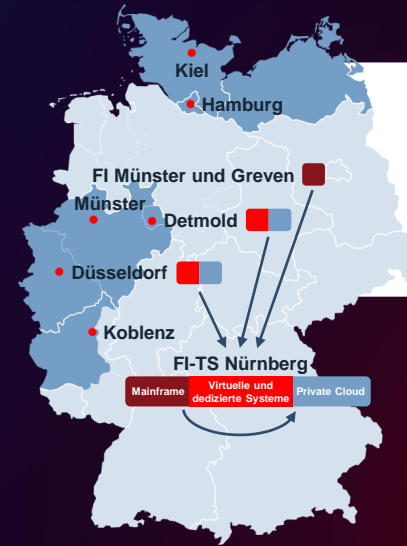 Kiel
Hamburg
FI Münster und Greven
Münster
Detmold
Düsseldorf
Koblenz
FI-TS Nürnberg
Mainframe
Virtuelle und
dedizierte Systeme
Private Cloud